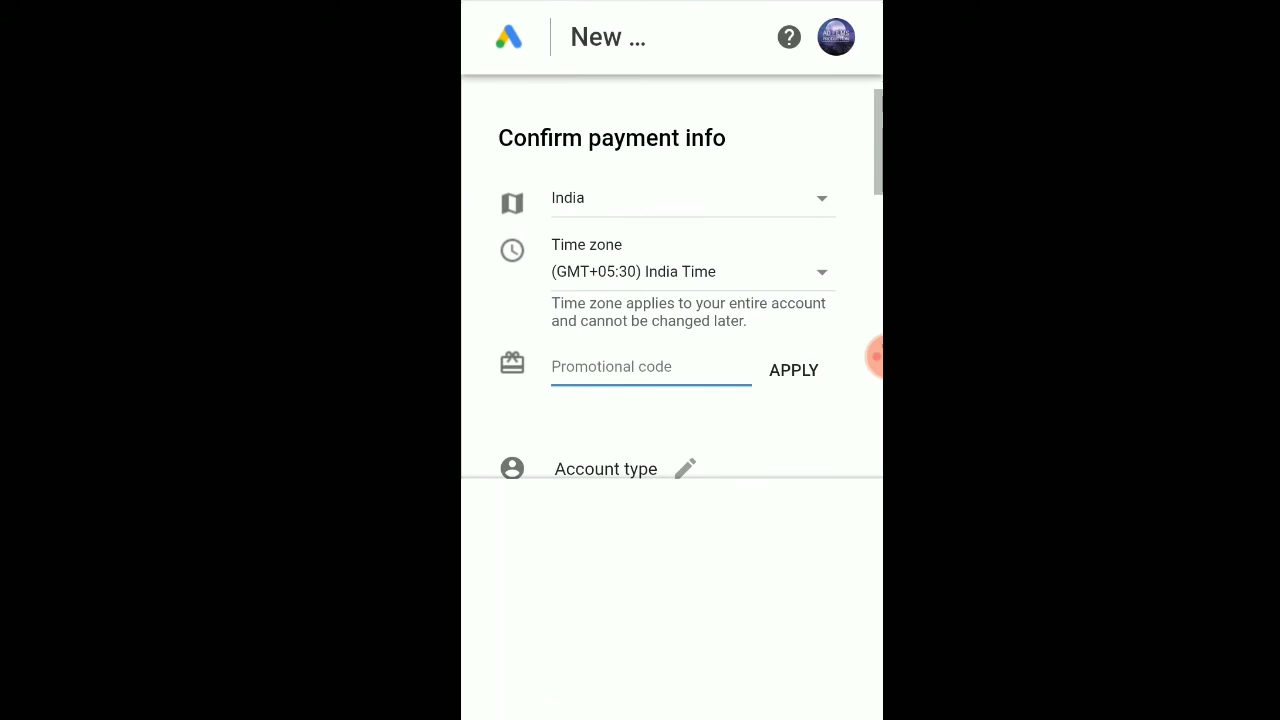 New ...
Confirm payment info
India
Time zone
(GMT+05:30) India Time
Time zone applies to your entire account
and cannot be changed later.
Promotional code
APPLY
Account type